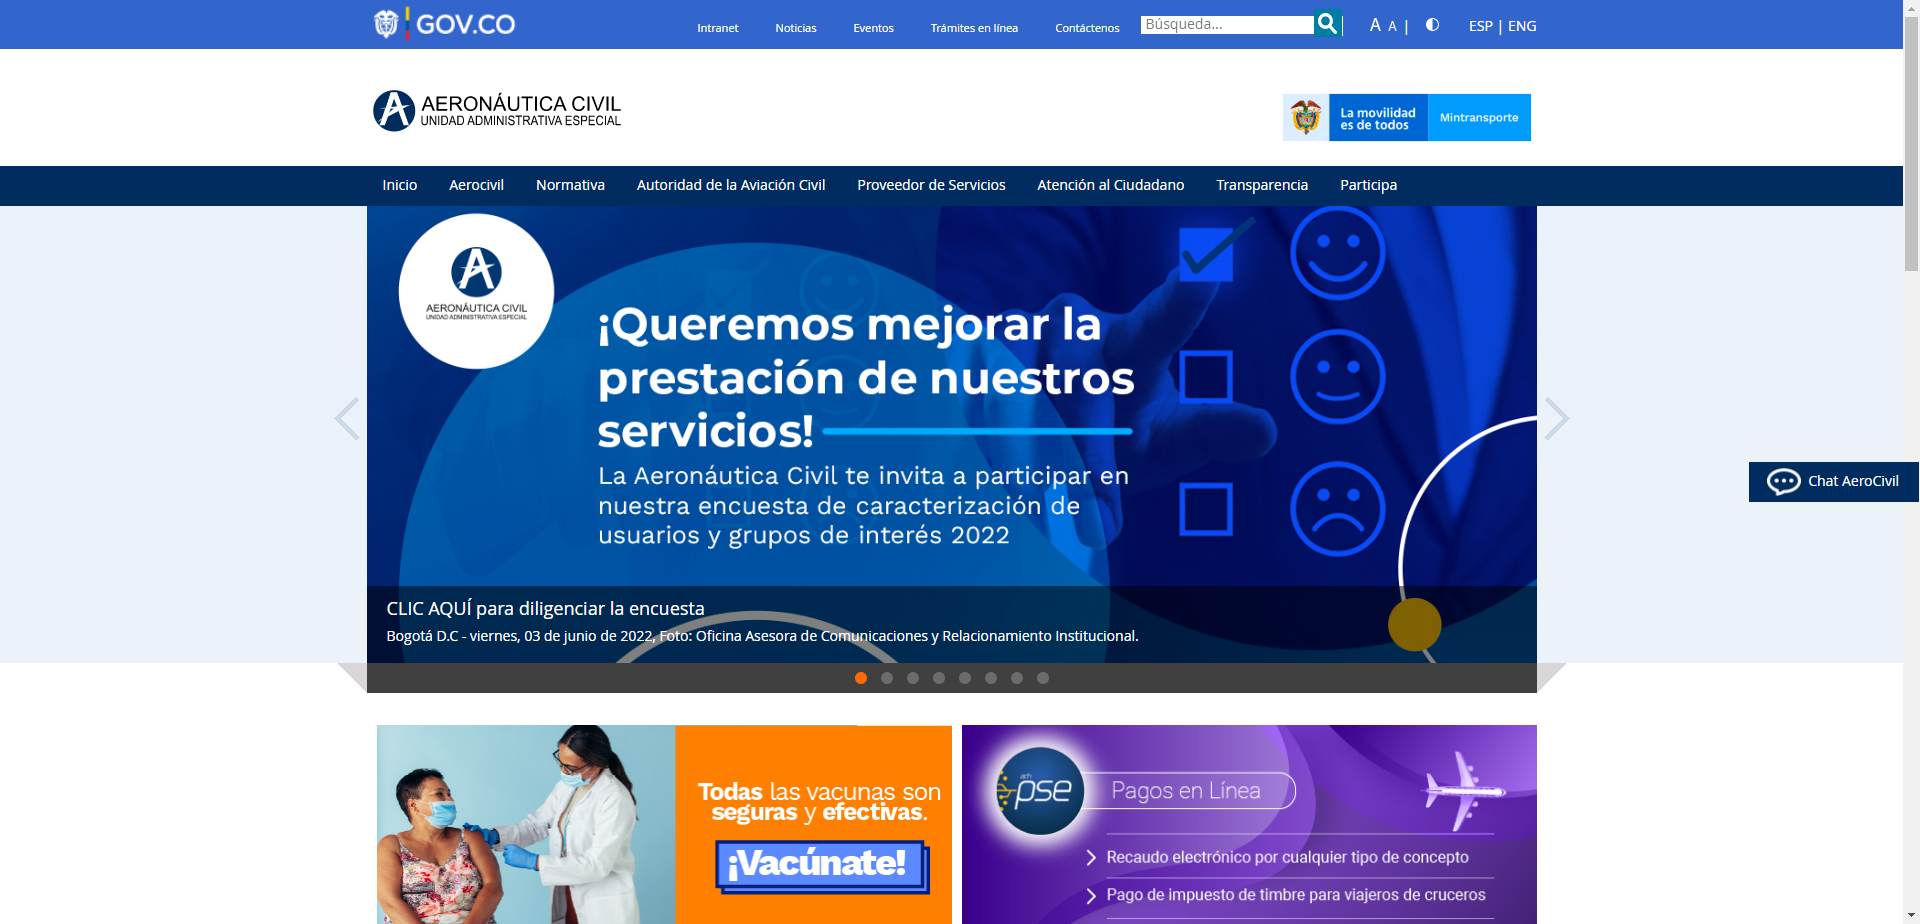 GOV.CO
Intranet
Noticias
Eventos
Trámites en línea
Contáctenos
Búsqueda...
A A |
ESP | ENG
AERONÁUTICA CIVIL
UNIDAD ADMINISTRATIVA ESPECIAL
La movilidad
es de todos
Mintransporte
Inicio
Aerocivil
Normativa
Autoridad de la Aviación Civil
Proveedor de Servicios
Atención al Ciudadano
Transparencia
Participa
AERONÁUTICA CIVIL
UNIDAD ADMINISTRATIVA ESPECIAL
¡Queremos mejorar la
prestación de nuestros
servicios!
La Aeronáutica Civil te invita a participar en
nuestra encuesta de caracterización de
usuarios y grupos de interés 2022
Chat AeroCivil
CLIC AQUÍ para diligenciar la encuesta
Bogotá D.C - viernes, 03 de junio de 2022, Foto: Oficina Asesora de Comunicaciones y Relacionamiento Institucional.
Todas las vacunas son
seguras y efectivas.
¡Vacúnate!
ach
pse
Pagos en Línea
Recaudo electrónico por cualquier tipo de concepto
Pago de impuesto de timbre para viajeros de cruceros